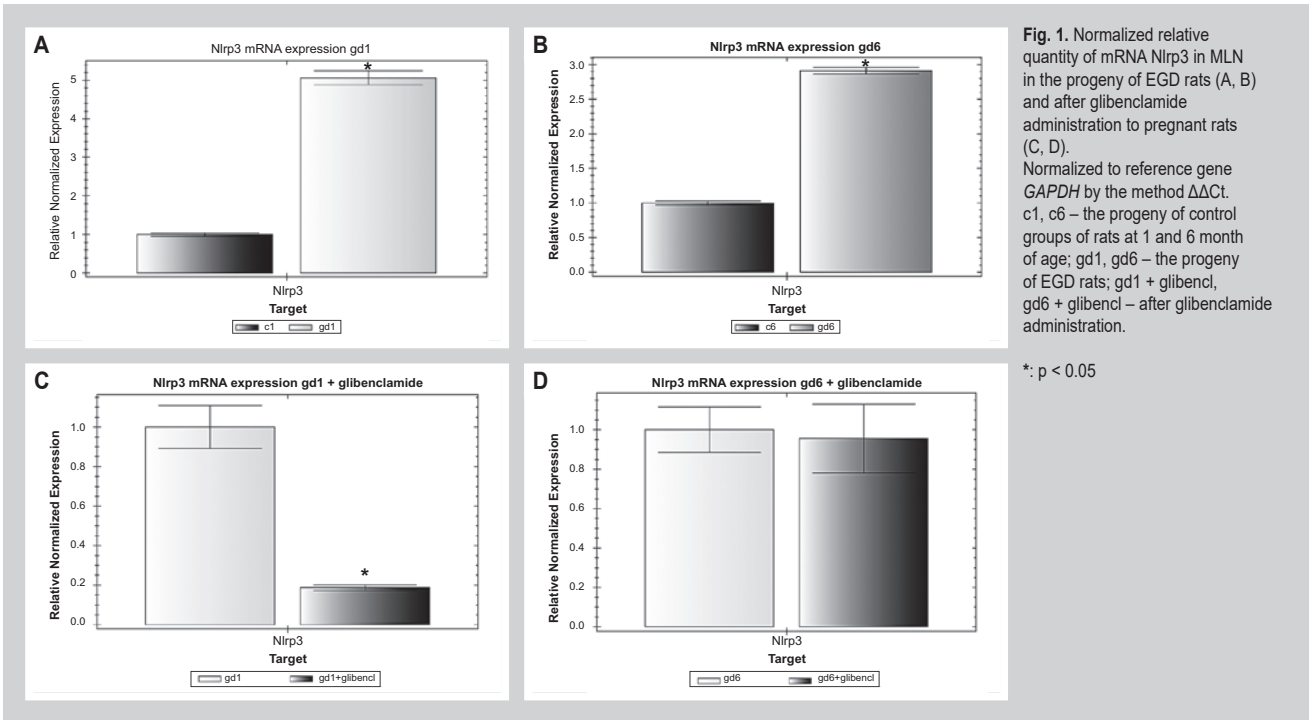 A
Nlrp3 mRNA expression gd1
Relative Normalized Expression
5
4
3
2
1
0
*
Nlrp3
Target
c1 gd1
B
Nlrp3 mRNA expression gd6
Relative Normalized Expression
3.0
2.5
2.0
1.5
1.0
0.5
0.0
*
Nlrp3
Target
c6 gd6
C
Nlrp3 mRNA expression gd1 + glibenclamide
Relative Normalized Expression
1.0
0.8
0.6
0.4
0.2
0.0
*
Nlrp3
Target
gd1 gd1+glibencl
D
Nlrp3 mRNA expression gd6 + glibenclamide
Relative Normalized Expression
1.0
0.8
0.6
0.4
0.2
0.0
Nlrp3
Target
gd6 gd6+glibencl
Fig. 1. Normalized relative
quantity of mRNA Nlrp3 in MLN
in the progeny of EGD rats (A, B)
and after glibenclamide
administration to pregnant rats
(C, D).
Normalized to reference gene
GAPDH by the method ΔΔCt.
c1, c6 – the progeny of control
groups of rats at 1 and 6 month
of age; gd1, gd6 – the progeny
of EGD rats; gd1 + glibencl,
gd6 + glibencl – after glibenclamide
administration.
*: p < 0.05